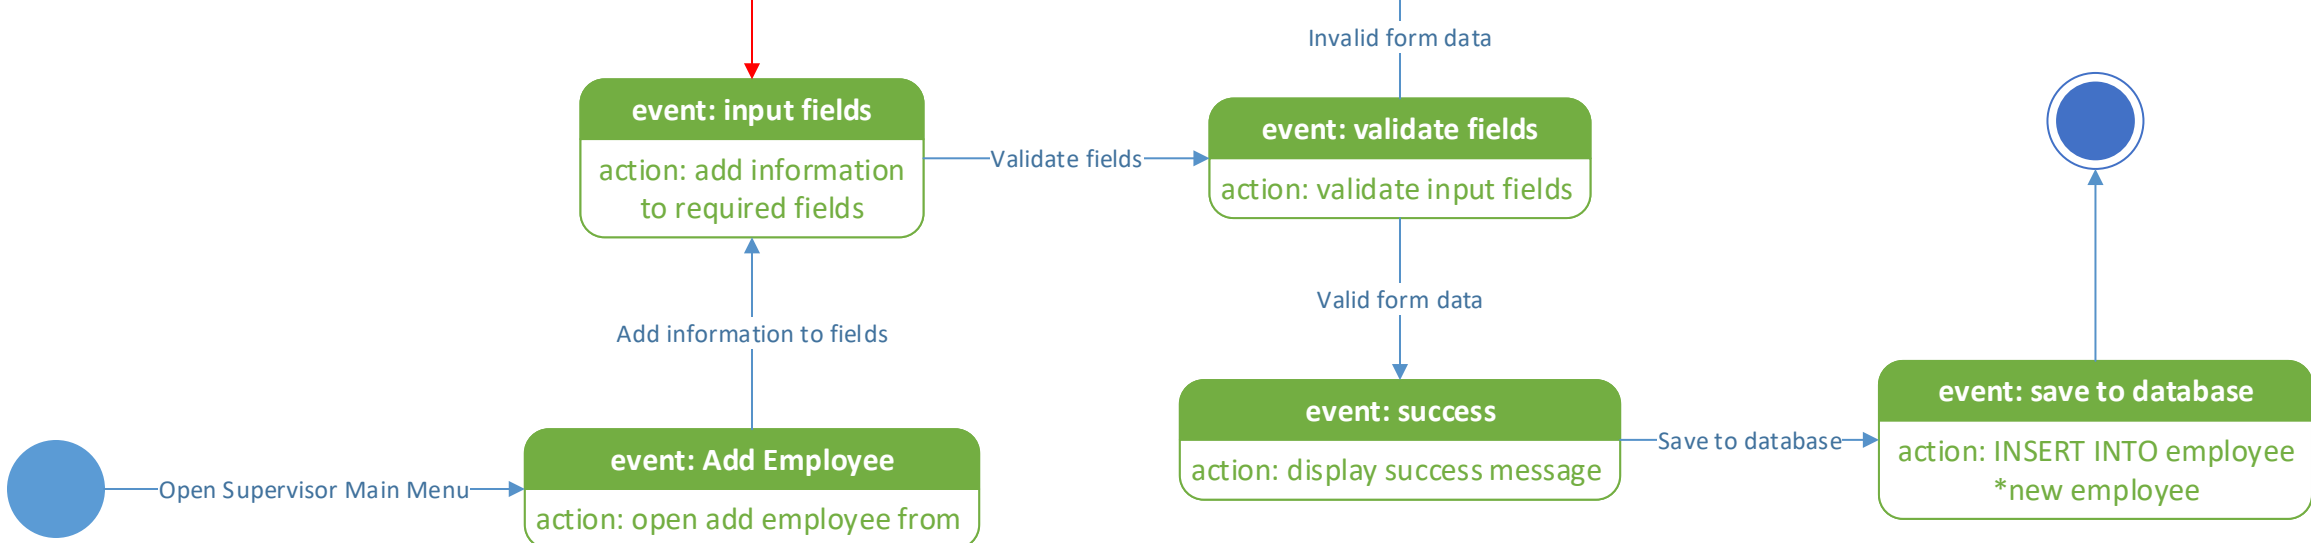 Invalid form data
event: input fields
action: add information
to required fields
Validate fields
event: validate fields
action: validate input fields
Add information to fields
Valid form data
event: Add Employee
action: open add employee from
Open Supervisor Main Menu
event: success
action: display success message
Save to database
event: save to database
action: INSERT INTO employee
*new employee